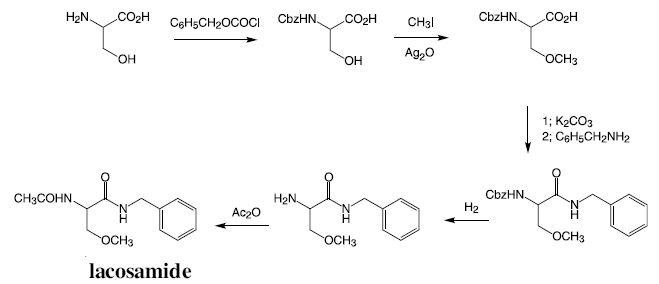 H₂N CO₂H
OH
C₆H₅CH₂OCOCl
CbzHN CO₂H
OH
CH₃I
Ag₂O
CbzHN CO₂H
OCH₃
1; K₂CO₃
2; C₆H₅CH₂NH₂
CbzHN O
N
H
OCH₃
H₂
H₂N O
N
H
OCH₃
Ac₂O
CH₃COHN O
N
H
OCH₃
lacosamide